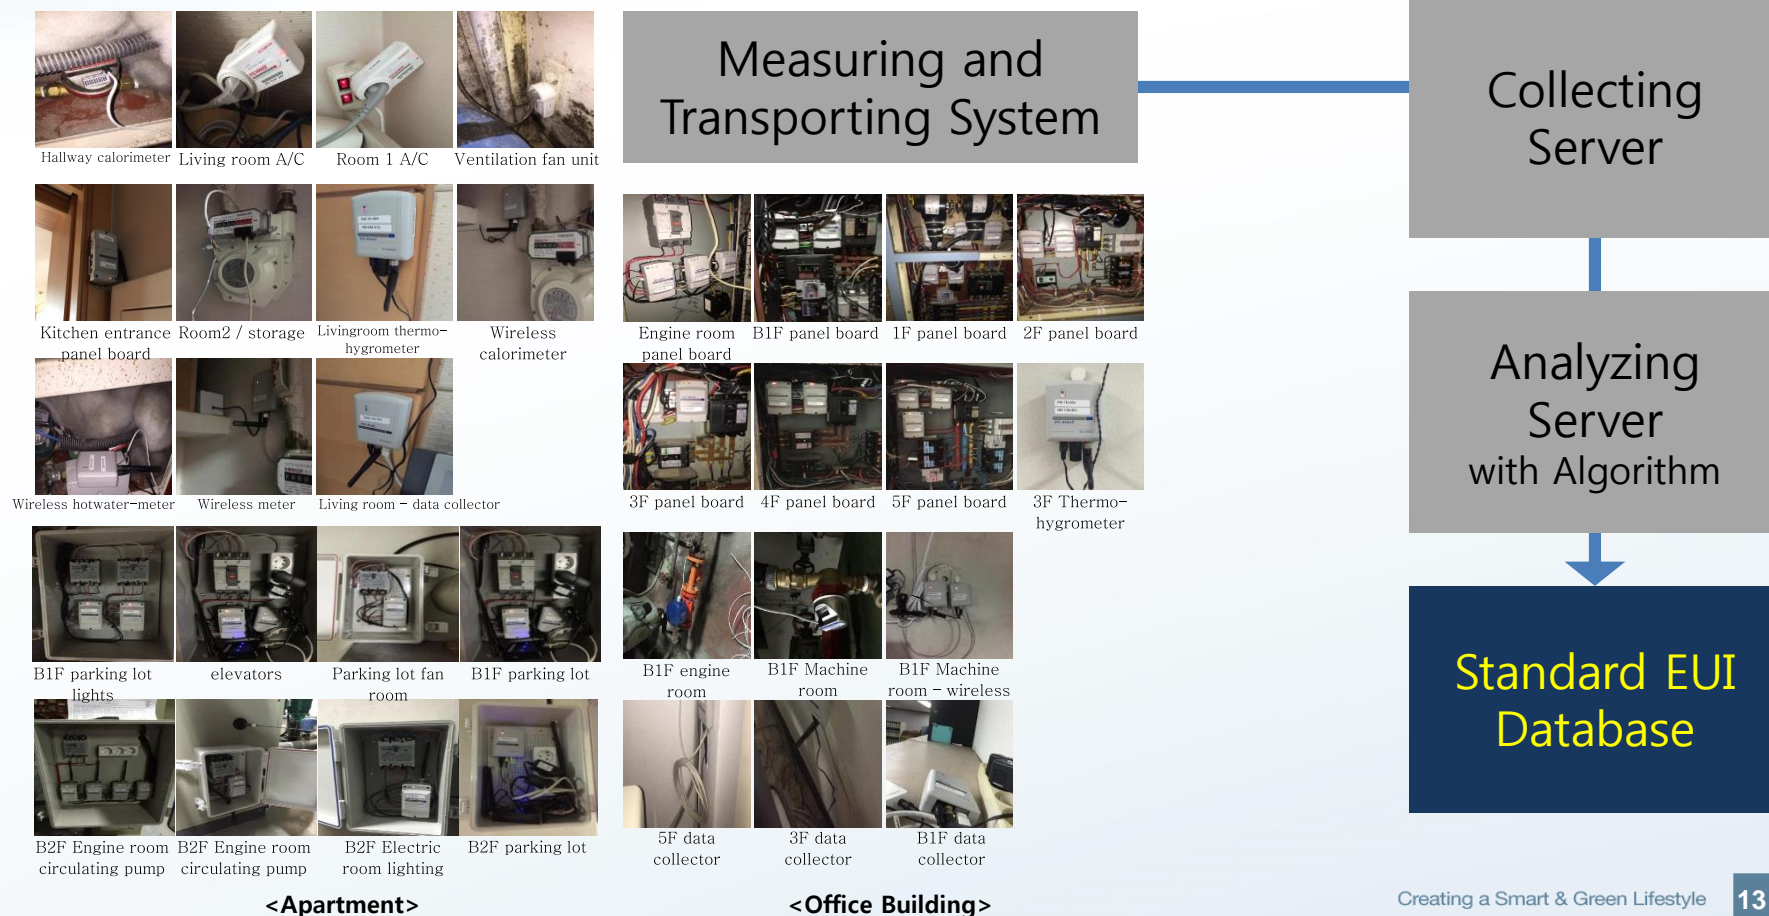 Measuring and
Transporting System
Collecting
Server
Analyzing
Server
with Algorithm
Standard EUI
Database
Hallway calorimeter
Living room A/C
Room 1 A/C
Ventilation fan unit
Kitchen entrance
panel board
Room2 / storage
Livingroom thermo-
hygrometer
Wireless
calorimeter
Wireless hotwater-meter
Wireless meter
Living room - data collector
B1F parking lot
lights
elevators
Parking lot fan
room
B1F parking lot
B2F Engine room
circulating pump
B2F Engine room
circulating pump
B2F Electric
room lighting
B2F parking lot
<Apartment>
Engine room
panel board
B1F panel board
1F panel board
2F panel board
3F panel board
4F panel board
5F panel board
3F Thermo-
hygrometer
B1F engine
room
B1F Machine
room
B1F Machine
room - wireless
5F data
collector
3F data
collector
B1F data
collector
<Office Building>
Creating a Smart & Green Lifestyle
13